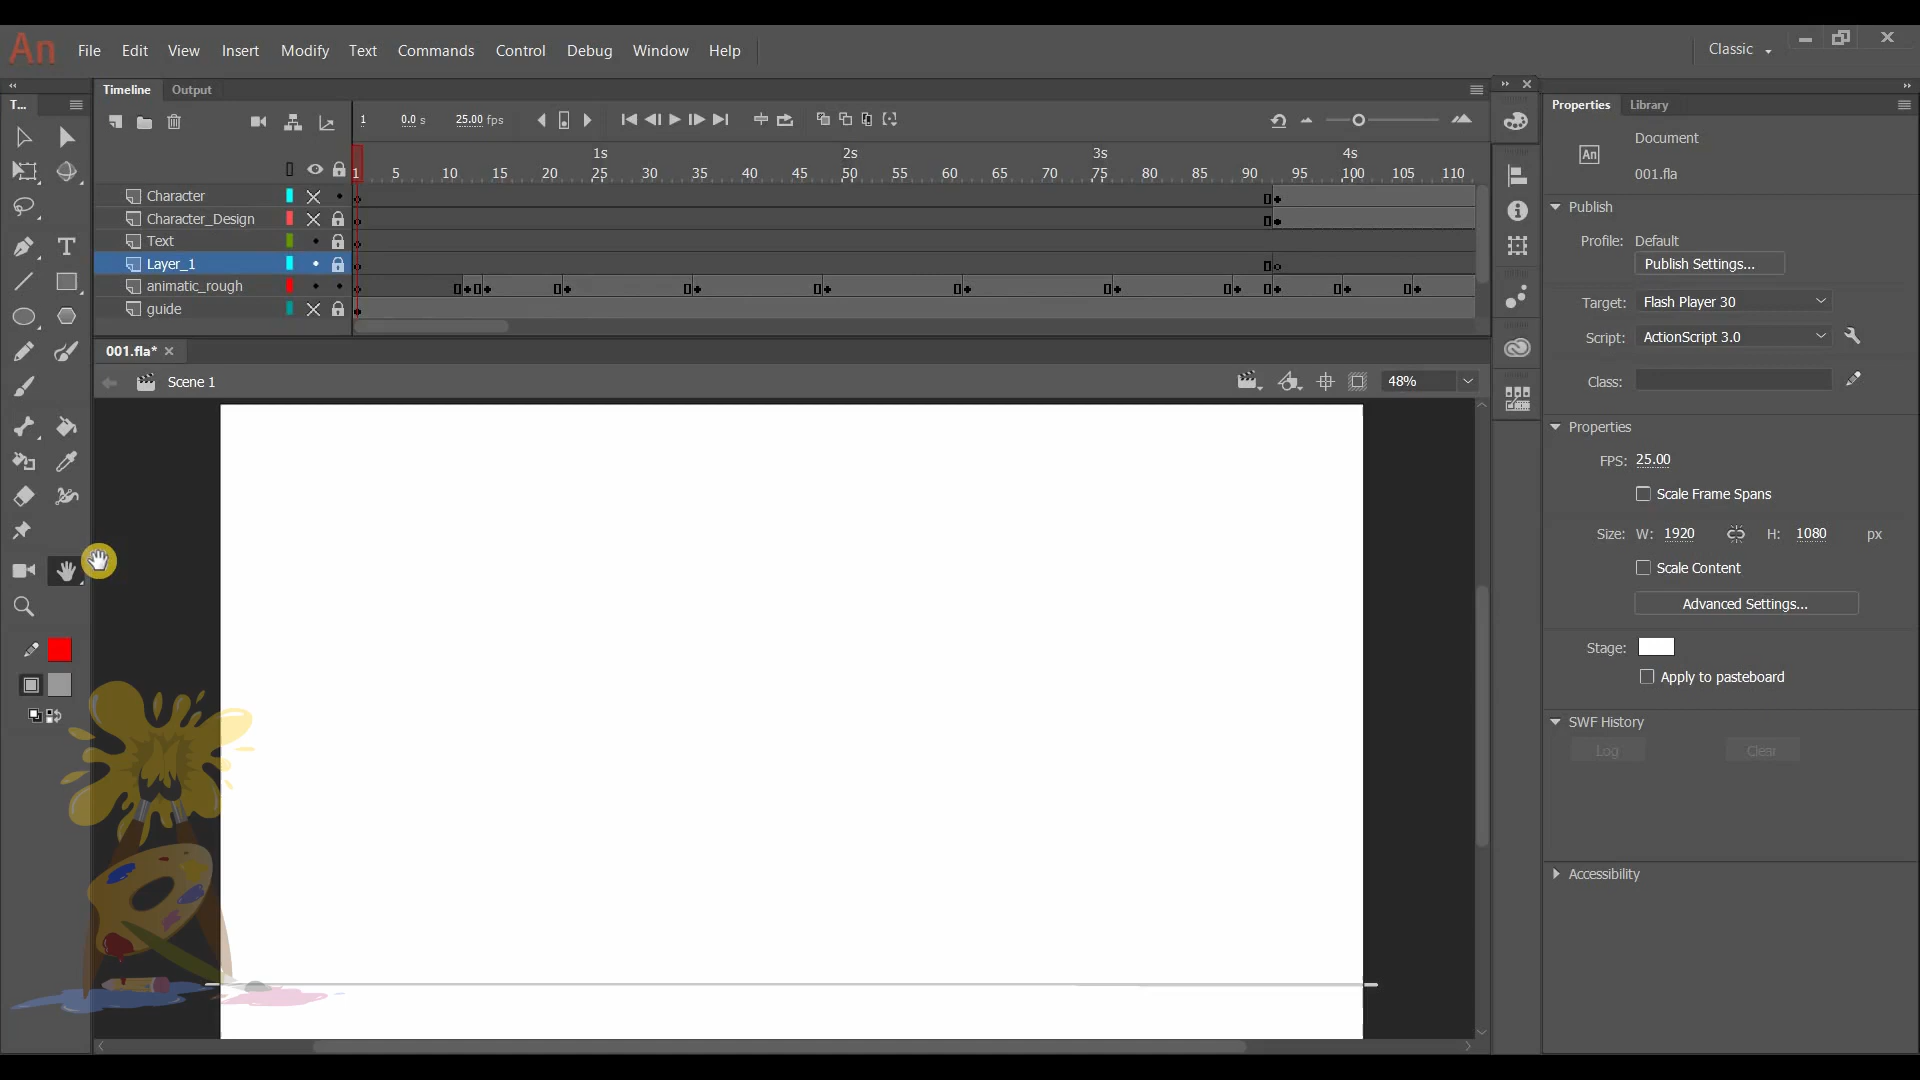 An File Edit View Insert Modify Text Commands Control Debug Window Help Classic
Timeline Output
T... Properties Library
1 0.0 s 25.00 fps
Document
001.fla
1s 2s 3s 4s
1 5 10 15 20 25 30 35 40 45 50 55 60 65 70 75 80 85 90 95 100 105 110
Character
Character_Design
Text
Layer_1
animatic_rough
guide
001.fla*
Scene 1
48%
An
Publish
Profile: Default
Publish Settings...
Target: Flash Player 30
Script: ActionScript 3.0
Class:
Properties
FPS: 25.00
Scale Frame Spans
Size: W: 1920 H: 1080 px
Scale Content
Advanced Settings...
Stage:
Apply to pasteboard
SWF History
Log Clear
Accessibility